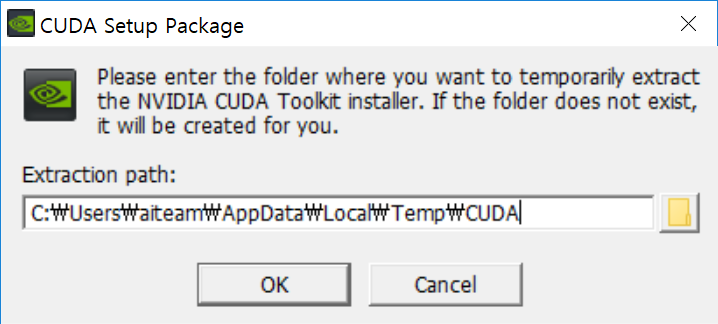 CUDA Setup Package
Please enter the folder where you want to temporarily extract
the NVIDIA CUDA Toolkit installer. If the folder does not exist,
it will be created for you.
Extraction path:
C:₩Users₩aiteam₩AppData₩Local₩Temp₩CUDA
OK
Cancel